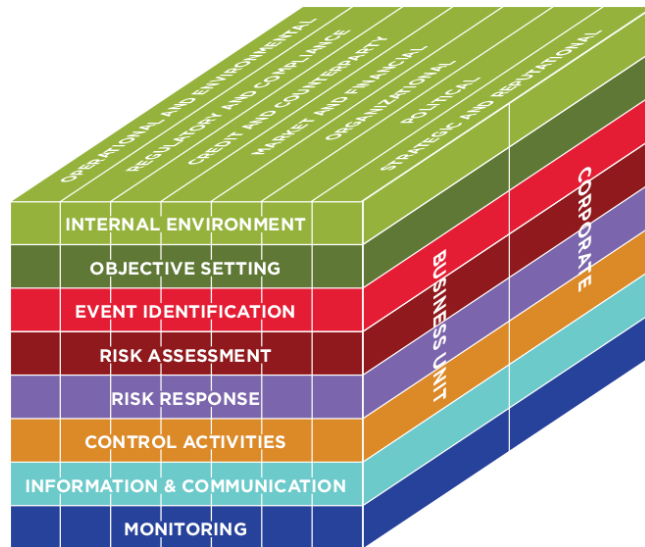 OPERATIONAL AND ENVIRONMENTAL
REGULATORY AND COMPLIANCE
CREDIT AND COUNTERPARTY
MARKET AND FINANCIAL
ORGANIZATIONAL
POLITICAL
STRATEGIC AND REPUTATIONAL
INTERNAL ENVIRONMENT
OBJECTIVE SETTING
EVENT IDENTIFICATION
RISK ASSESSMENT
RISK RESPONSE
CONTROL ACTIVITIES
INFORMATION & COMMUNICATION
MONITORING
BUSINESS UNIT
CORPORATE